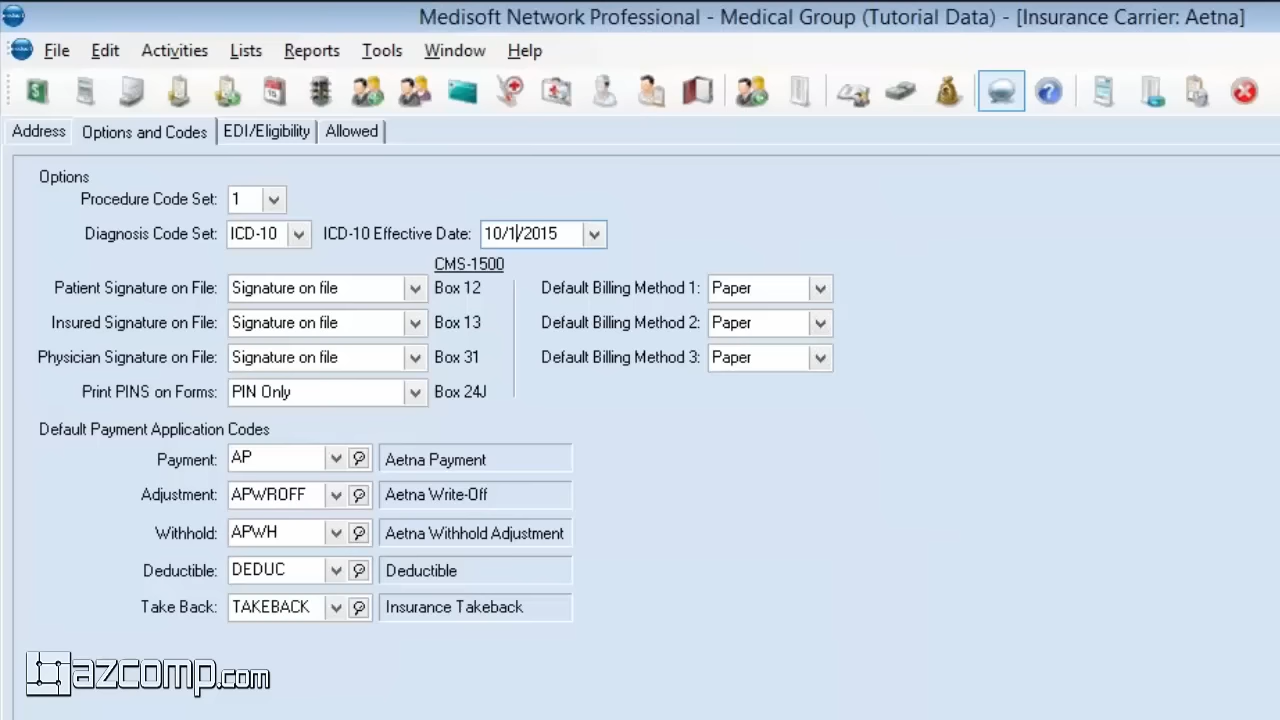 Medisoft Network Professional - Medical Group (Tutorial Data) - [Insurance Carrier: Aetna]
File Edit Activities Lists Reports Tools Window Help
Address Options and Codes EDI/Eligibility Allowed
Options
Procedure Code Set: 1
Diagnosis Code Set: ICD-10 ICD-10 Effective Date: 10/1/2015
CMS-1500
Patient Signature on File: Signature on file Box 12 Default Billing Method 1: Paper
Insured Signature on File: Signature on file Box 13 Default Billing Method 2: Paper
Physician Signature on File: Signature on file Box 31 Default Billing Method 3: Paper
Print PINS on Forms: PIN Only Box 24J
Default Payment Application Codes
Payment: AP Aetna Payment
Adjustment: APWROFF Aetna Write-Off
Withhold: APWH Aetna Withhold Adjustment
Deductible: DEDUC Deductible
Take Back: TAKEBACK Insurance Takeback
azcomp.com